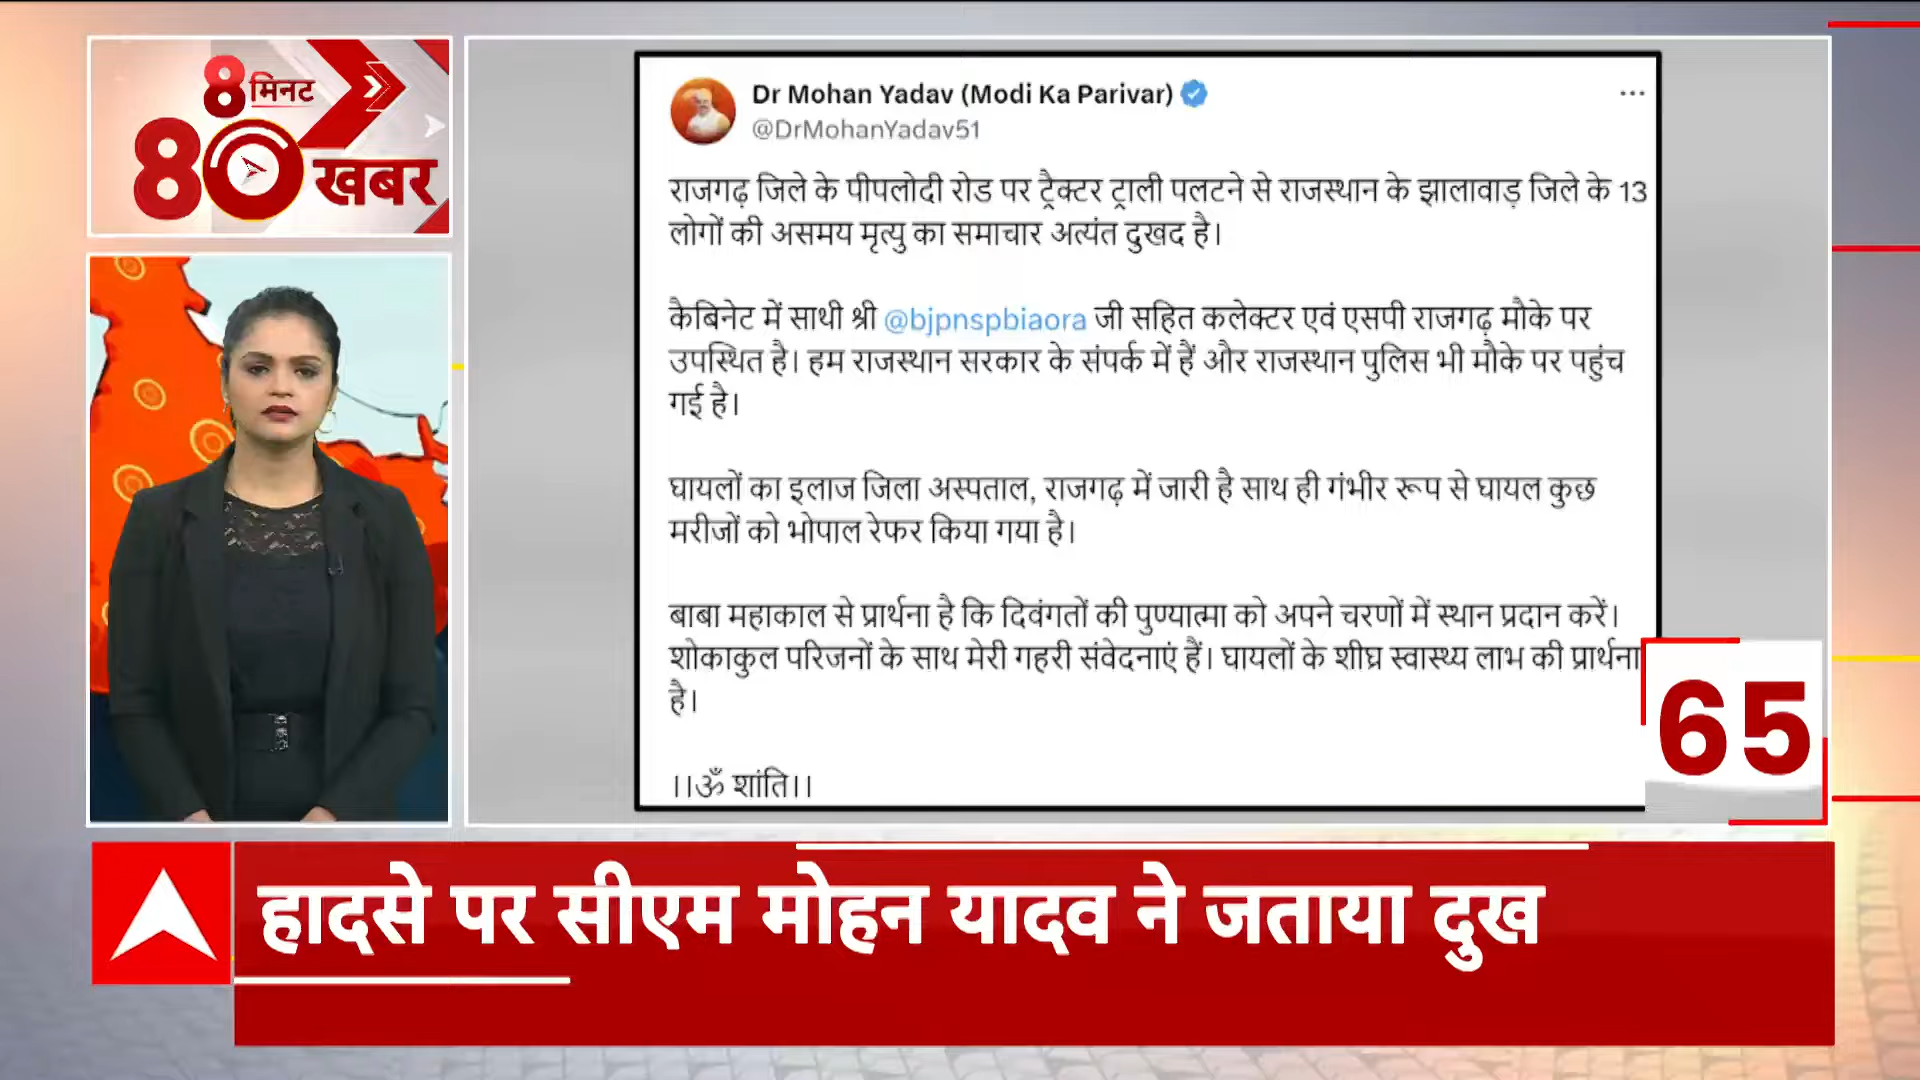 8 मिनट
80 खबर
Dr Mohan Yadav (Modi Ka Parivar)
@DrMohanYadav51
राजगढ़ जिले के पीपलोदी रोड पर ट्रैक्टर ट्राली पलटने से राजस्थान के झालावाड़ जिले के 13
लोगों की असमय मृत्यु का समाचार अत्यंत दुखद है।
कैबिनेट में साथी श्री @bjpnspbiaora जी सहित कलेक्टर एवं एसपी राजगढ़ मौके पर
उपस्थित है। हम राजस्थान सरकार के संपर्क में हैं और राजस्थान पुलिस भी मौके पर पहुंच
गई है।
घायलों का इलाज जिला अस्पताल, राजगढ़ में जारी है साथ ही गंभीर रूप से घायल कुछ
मरीजों को भोपाल रेफर किया गया है।
बाबा महाकाल से प्रार्थना है कि दिवंगतों की पुण्यात्मा को अपने चरणों में स्थान प्रदान करें।
शोकाकुल परिजनों के साथ मेरी गहरी संवेदनाएं हैं। घायलों के शीघ्र स्वास्थ्य लाभ की प्रार्थना
है।
।।ॐ शांति।।
65
हादसे पर सीएम मोहन यादव ने जताया दुख